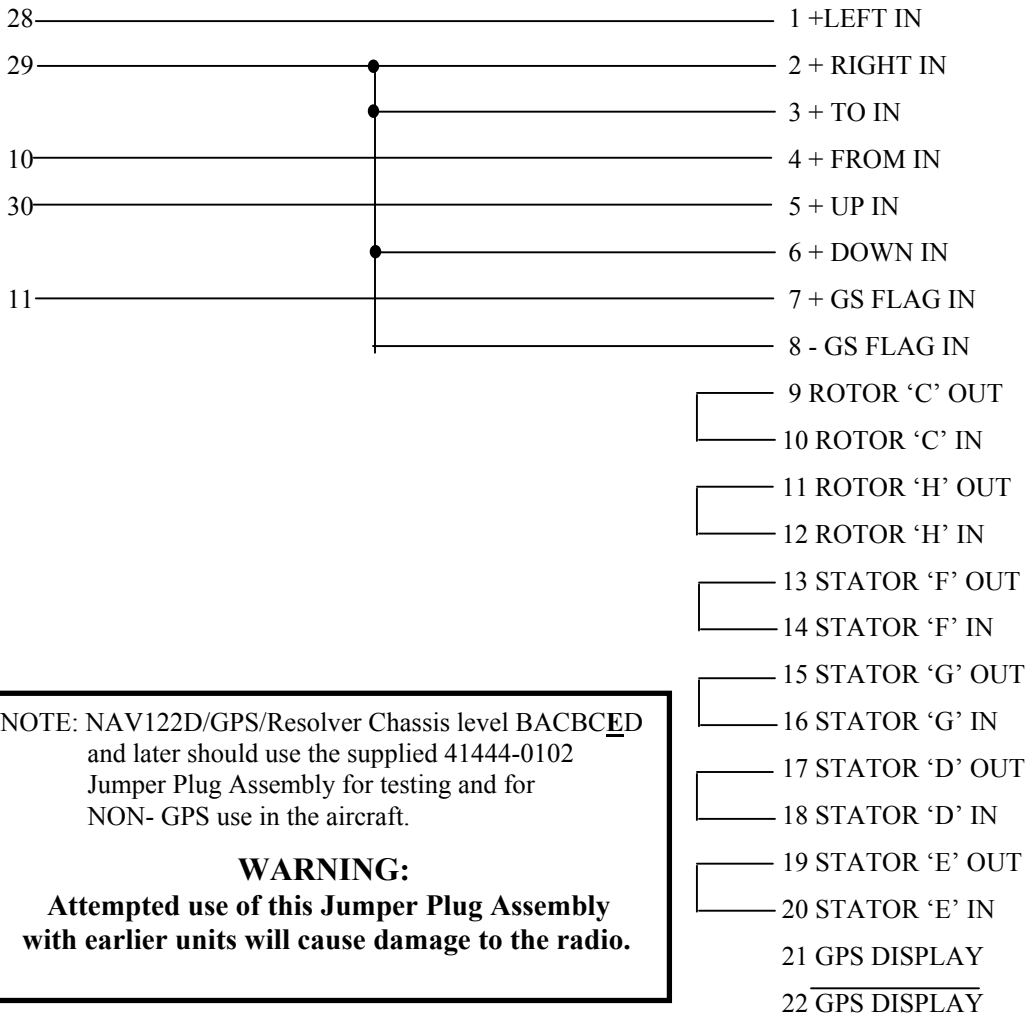 28 1 +LEFT IN
29 2 + RIGHT IN
3 + TO IN
10 4 + FROM IN
30 5 + UP IN
6 + DOWN IN
11 7 + GS FLAG IN
8 - GS FLAG IN
9 ROTOR ‘C’ OUT
10 ROTOR ‘C’ IN
11 ROTOR ‘H’ OUT
12 ROTOR ‘H’ IN
13 STATOR ‘F’ OUT
14 STATOR ‘F’ IN
15 STATOR ‘G’ OUT
16 STATOR ‘G’ IN
17 STATOR ‘D’ OUT
18 STATOR ‘D’ IN
19 STATOR ‘E’ OUT
20 STATOR ‘E’ IN
21 GPS DISPLAY
22 GPS DISPLAY
NOTE: NAV122D/GPS/Resolver Chassis level BACBCED
and later should use the supplied 41444-0102
Jumper Plug Assembly for testing and for
NON- GPS use in the aircraft.
WARNING:
Attempted use of this Jumper Plug Assembly
with earlier units will cause damage to the radio.